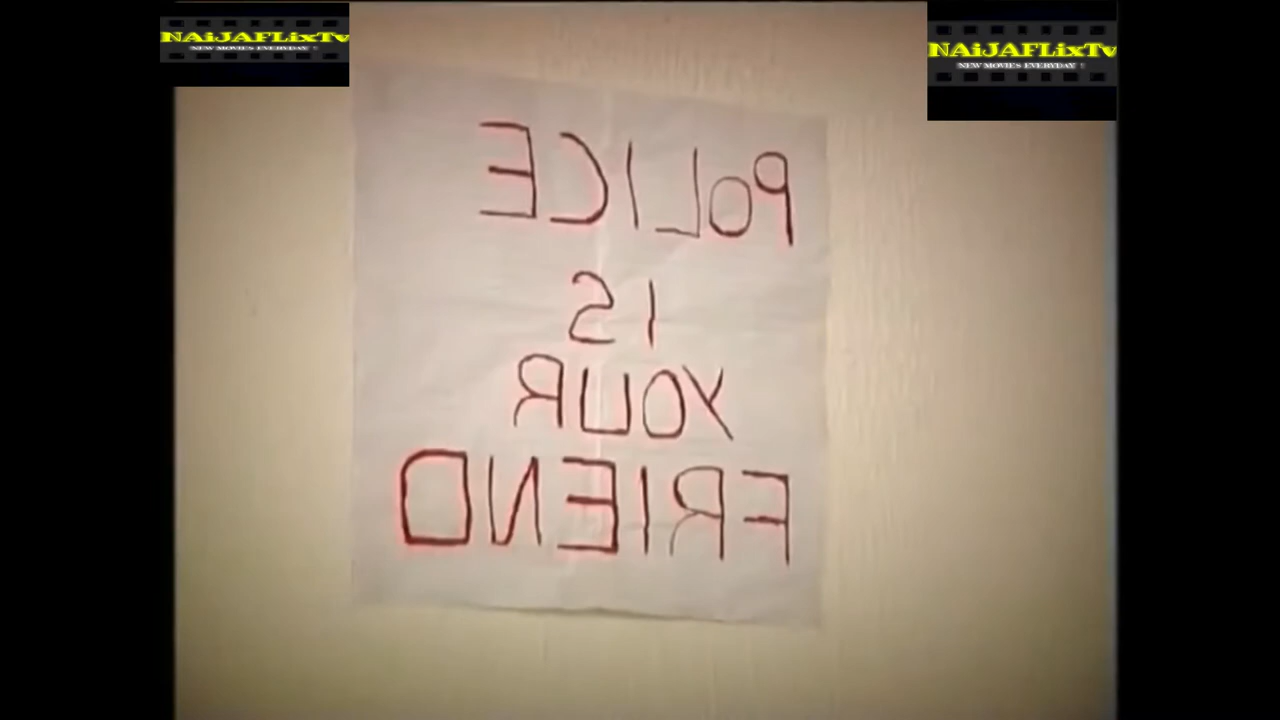 NAiJAFLixTv
NEW MOVIES EVERYDAY !
NAiJAFLixTv
NEW MOVIES EVERYDAY !
POLICE
IS
YOUR
FRIEND